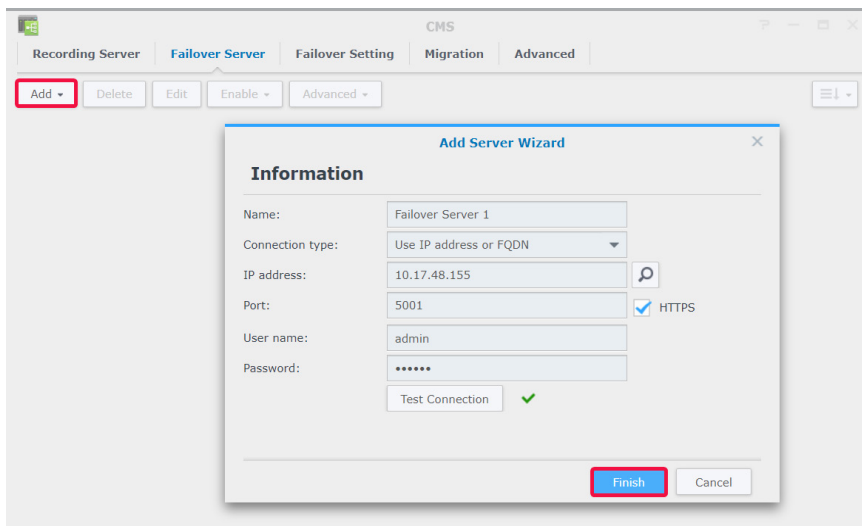 CMS
Recording Server Failover Server Failover Setting Migration Advanced
Add Delete Edit Enable Advanced
Add Server Wizard
Information
Name: Failover Server 1
Connection type: Use IP address or FQDN
IP address: 10.17.48.155
Port: 5001 HTTPS
User name: admin
Password: ••••••
Test Connection
Finish Cancel